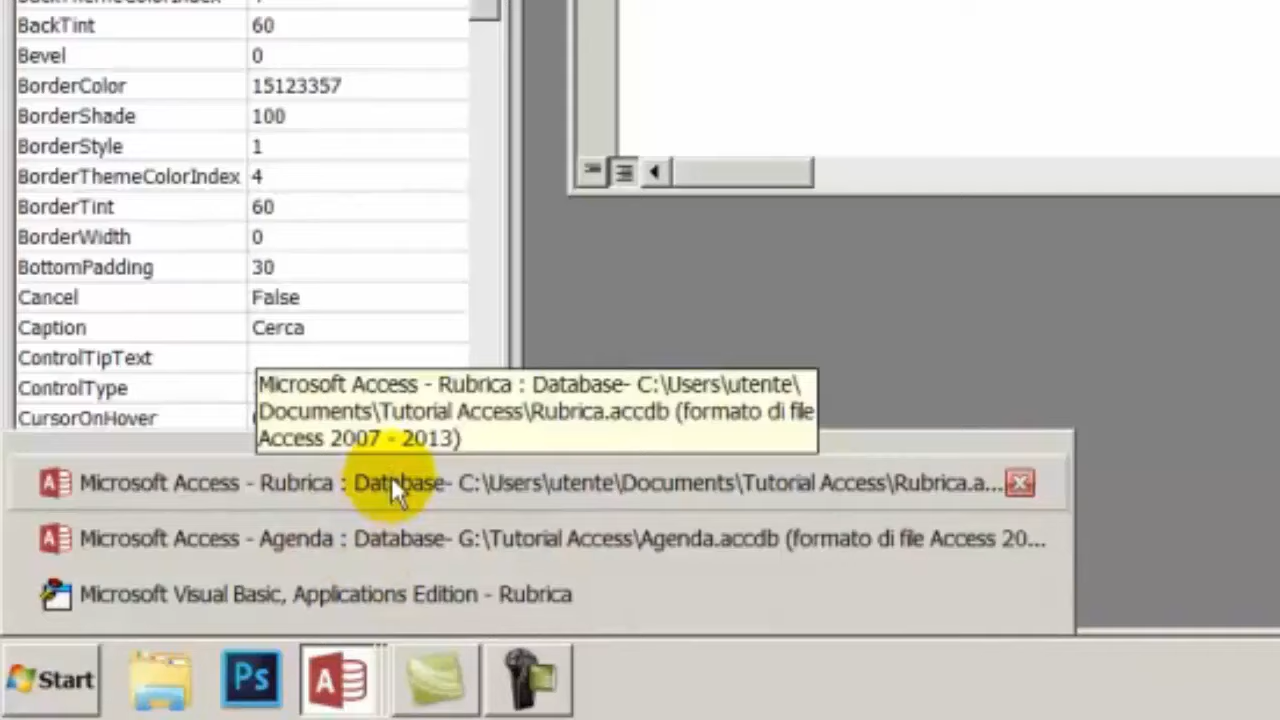 BackTint 60
Bevel 0
BorderColor 15123357
BorderShade 100
BorderStyle 1
BorderThemeColorIndex 4
BorderTint 60
BorderWidth 0
BottomPadding 30
Cancel False
Caption Cerca
ControlTipText
ControlType
CursorOnHover
Microsoft Access - Rubrica : Database- C:\Users\utente\
Documents\Tutorial Access\Rubrica.accdb (formato di file
Access 2007 - 2013)
Microsoft Access - Rubrica : Database- C:\Users\utente\Documents\Tutorial Access\Rubrica.a...
Microsoft Access - Agenda : Database- G:\Tutorial Access\Agenda.accdb (formato di file Access 20...
Microsoft Visual Basic, Applications Edition - Rubrica
Start
Ps
A